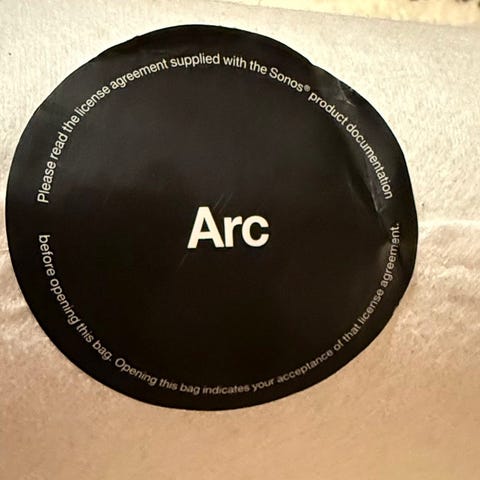 Please read the license agreement supplied with the Sonos® product documentation
Arc
before opening this bag. Opening this bag indicates your acceptance of that license agreement.